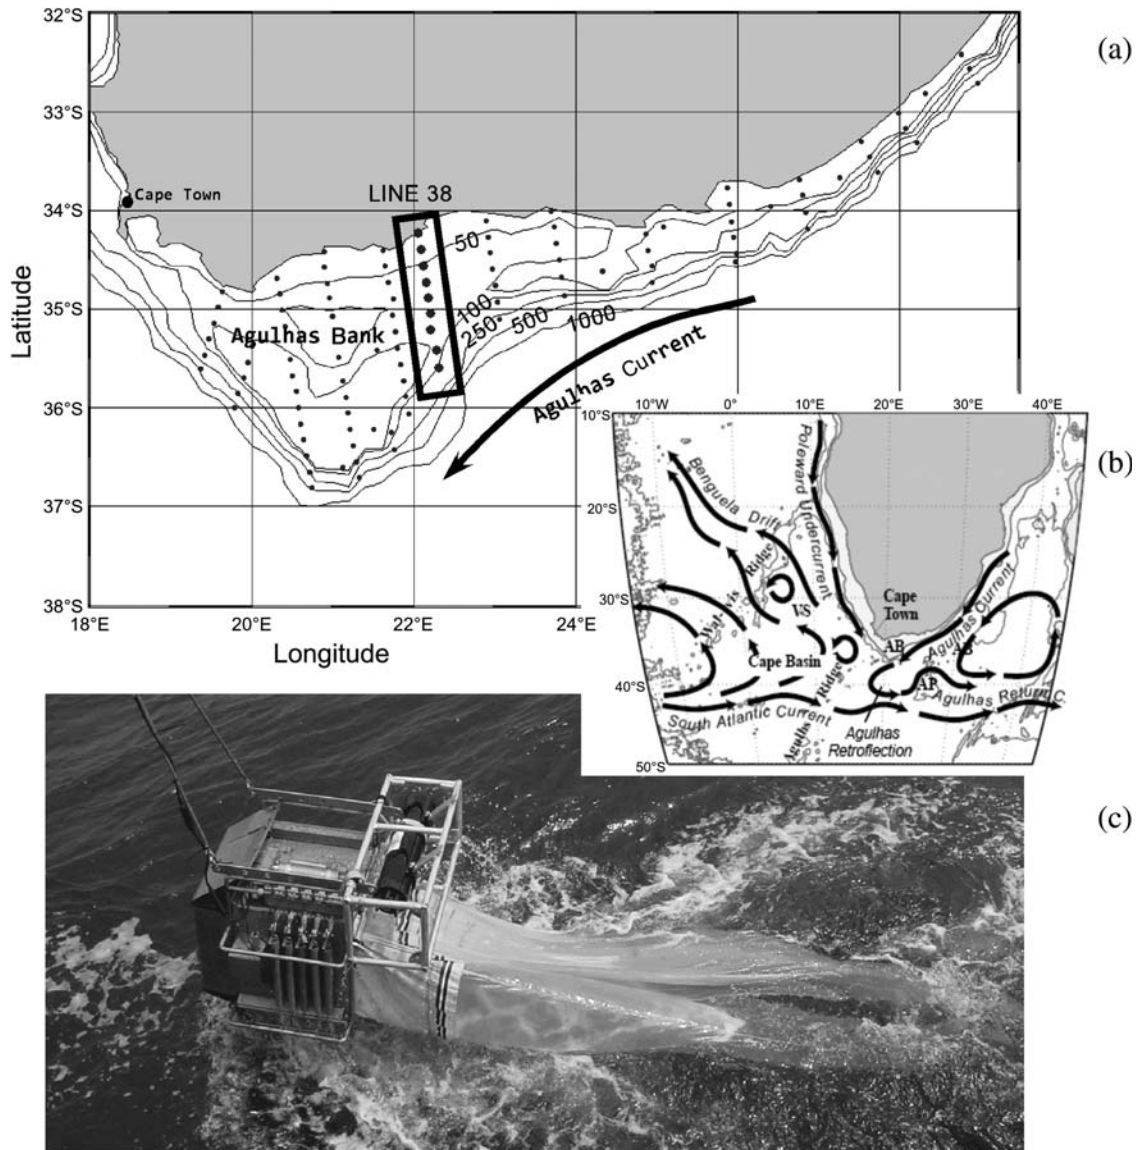 (a)
32°S
33°S
34°S
35°S
36°S
37°S
38°S
Latitude
18°E
20°E
22°E
24°E
Longitude
Cape Town
LINE 38
50
100
250
500
1000
Agulhas Bank
Agulhas Current
(b)
10°W
0°
10°E
20°E
30°E
40°E
10°S
20°S
30°S
40°S
50°S
Benguela Drift
Poleward Undercurrent
Wal-vis Ridge
VS
Cape Town
Agulhas Current
AB
Cape Basin
AP
Ridge
Agulhas Return C.
South Atlantic Current
Agulhas
Retroflection
(c)